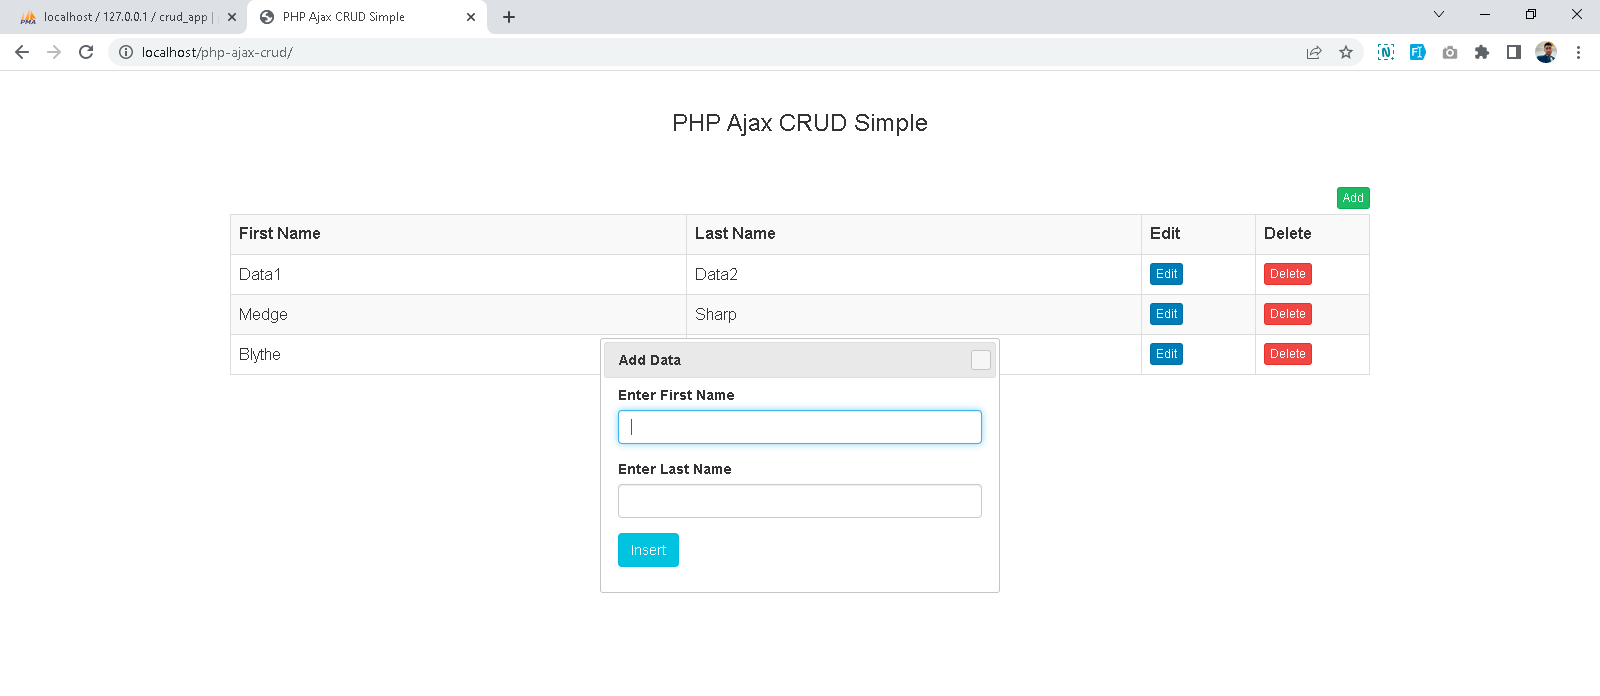 localhost / 127.0.0.1 / crud_app |
PHP Ajax CRUD Simple
localhost/php-ajax-crud/
PHP Ajax CRUD Simple
Add
First Name Last Name Edit Delete
Data1 Data2 Edit Delete
Medge Sharp Edit Delete
Blythe Edit Delete
Add Data
Enter First Name
Enter Last Name
Insert